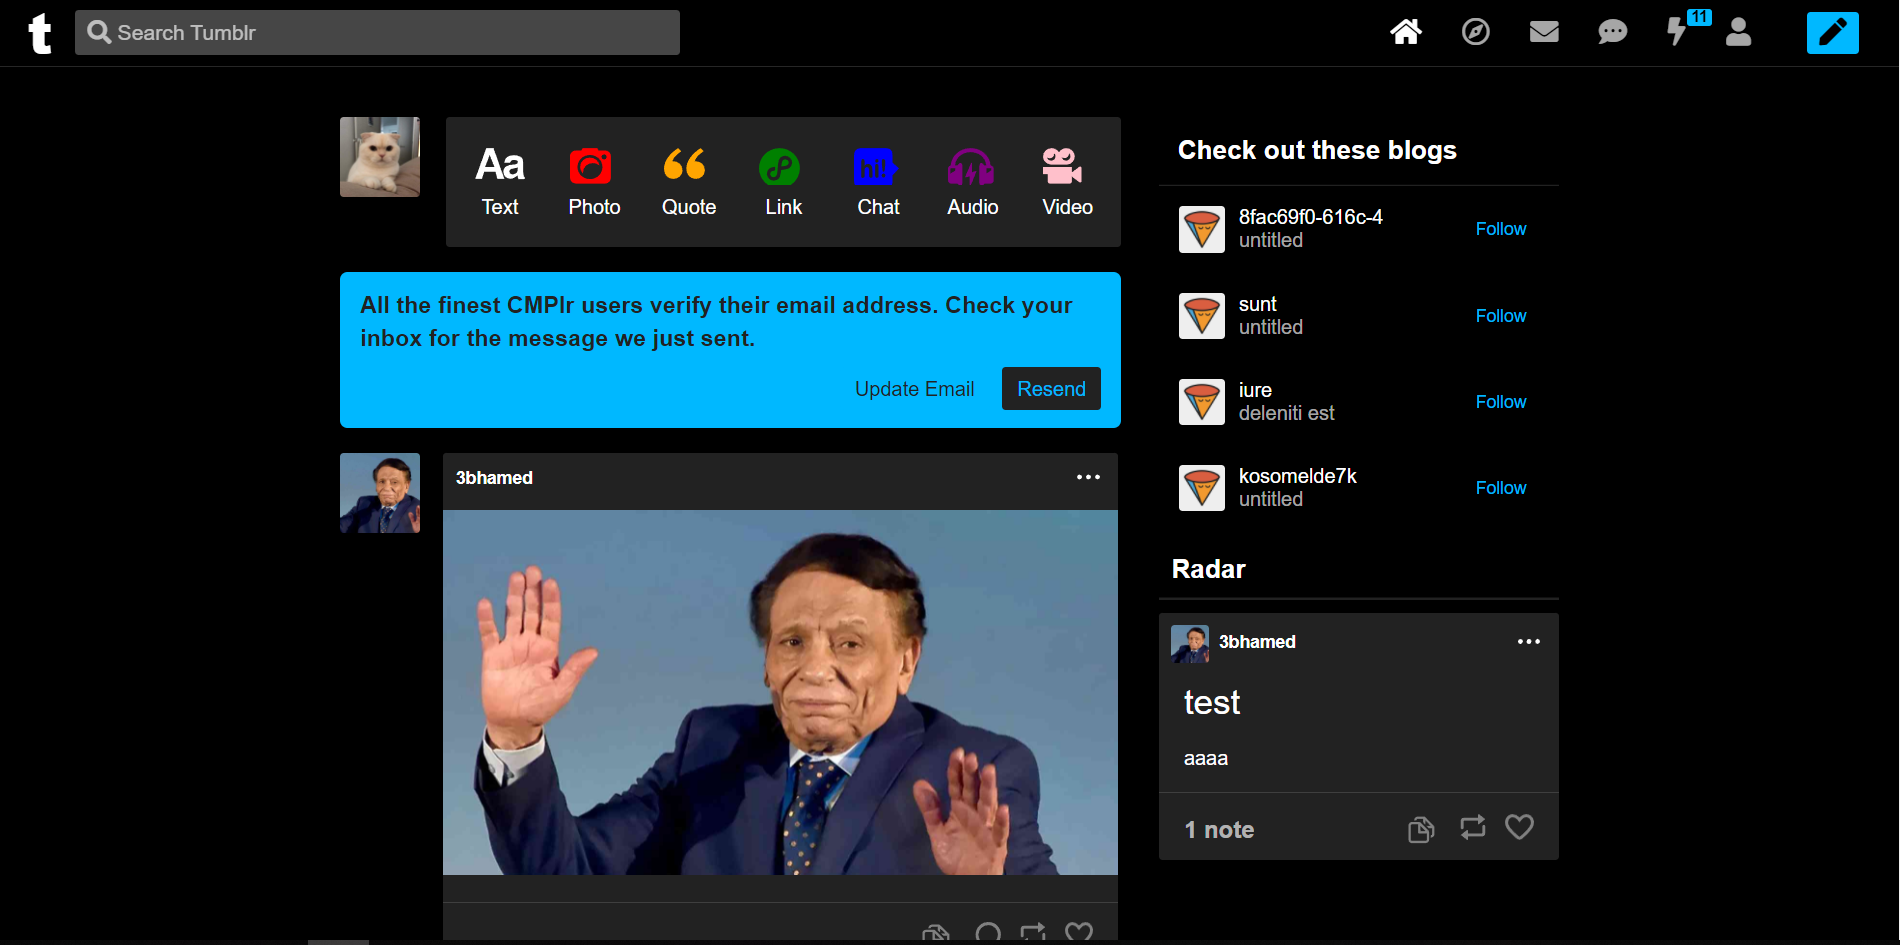 t
Search Tumblr
11
Aa
hi!
Text
Photo
Quote
Link
Chat
Audio
Video
All the finest CMPlr users verify their email address. Check your
inbox for the message we just sent.
Update Email
Resend
3bhamed
Check out these blogs
8fac69f0-616c-4
untitled
Follow
sunt
untitled
Follow
iure
deleniti est
Follow
kosomelde7k
untitled
Follow
Radar
3bhamed
test
aaaa
1 note